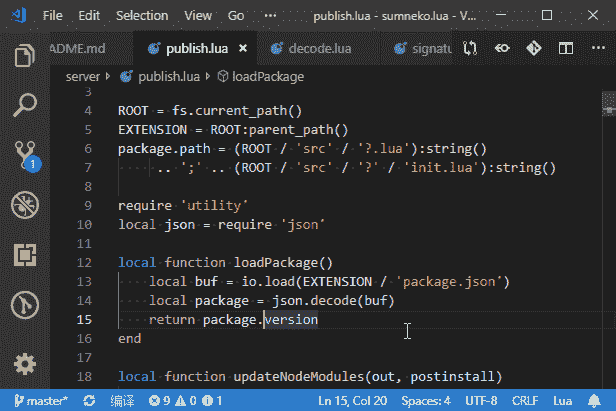 File Edit Selection View Go ··· publish.lua - sumneko.lua - V...
ADME.md publish.lua decode.lua signatu
server › publish.lua › loadPackage
3
4 ROOT = fs.current_path()
5 EXTENSION = ROOT:parent_path()
6 package.path = (ROOT / 'src' / '?.lua'):string()
7 .. ';' .. (ROOT / 'src' / '?' / 'init.lua'):string()
8
9 require 'utility'
10 local json = require 'json'
11
12 local function loadPackage()
13 local buf = io.load(EXTENSION / 'package.json')
14 local package = json.decode(buf)
15 return package.version
16 end
17
18 local function updateNodeModules(out, postinstall)
1
master* 编译 9 0 1 Ln 15, Col 20 Spaces: 4 UTF-8 CRLF Lua